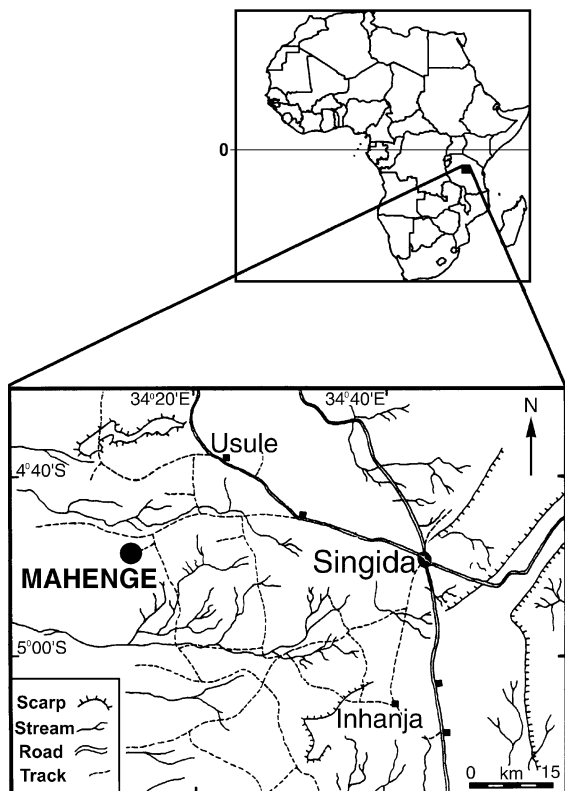 0
34°20'E
34°40'E
N
Usule
4°40'S
Singida
MAHENGE
5°00'S
Inhanja
Scarp
Stream
Road
Track
0 km 15